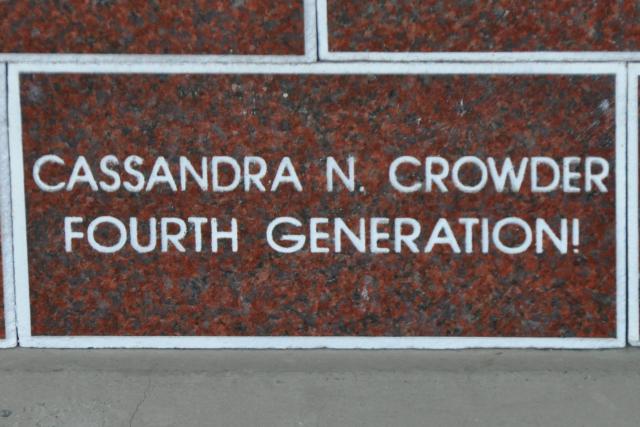 CASSANDRA N. CROWDER
FOURTH GENERATION!